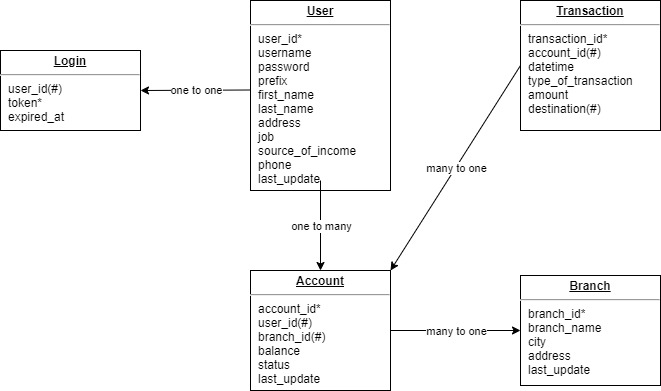 User
user_id*
username
password
prefix
first_name
last_name
address
job
source_of_income
phone
last_update
Transaction
transaction_id*
account_id(#)
datetime
type_of_transaction
amount
destination(#)
Login
user_id(#)
token*
expired_at
one to one
many to one
one to many
Account
account_id*
user_id(#)
branch_id(#)
balance
status
last_update
many to one
Branch
branch_id*
branch_name
city
address
last_update